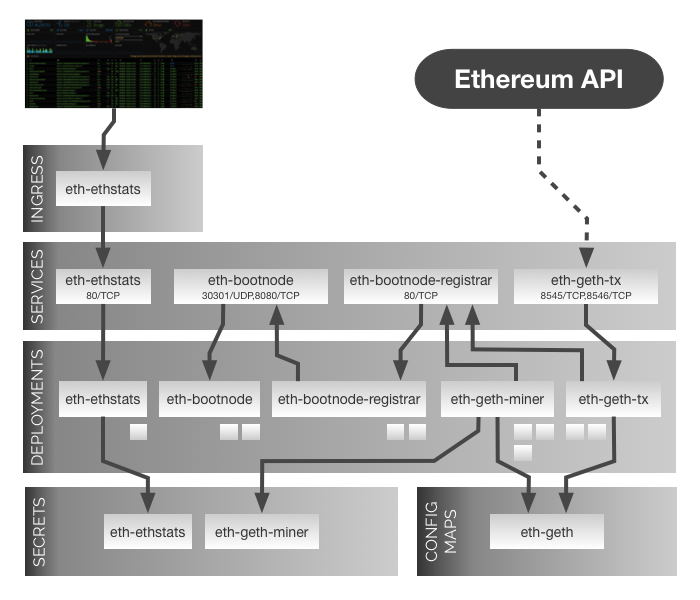 Ethereum API
INGRESS
eth-ethstats
SERVICES
eth-ethstats
80/TCP
eth-bootnode
30301/UDP,8080/TCP
eth-bootnode-registrar
80/TCP
eth-geth-tx
8545/TCP,8546/TCP
DEPLOYMENTS
eth-ethstats
eth-bootnode
eth-bootnode-registrar
eth-geth-miner
eth-geth-tx
SECRETS
eth-ethstats
eth-geth-miner
CONFIG
MAPS
eth-geth